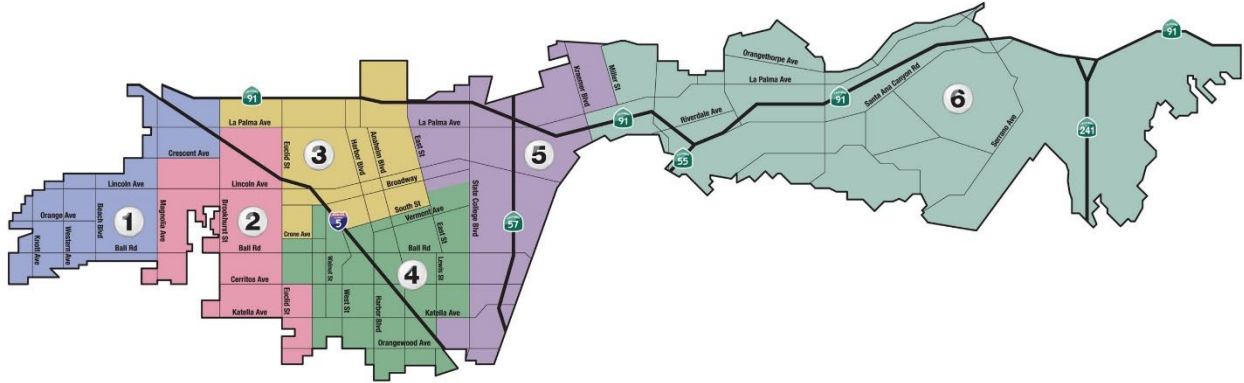 91
91
Orangethorpe Ave
Kraemer Blvd
Miller St
La Palma Ave
Santa Ana Canyon Rd
91
91
6
La Palma Ave
La Palma Ave
91
Riverdale Ave
241
Crescent Ave
Euclid St
3
Harbor Blvd
Anaheim Blvd
East St
5
55
Serrano Ave
Lincoln Ave
Lincoln Ave
Broadway
Orange Ave
Beach Blvd
1
Magnolia Ave
Brookhurst St
2
South St
Vermont Ave
State College Blvd
INTERSTATE
5
57
Knott Ave
Western Ave
Ball Rd
Ball Rd
Crone Ave
Walnut St
Ball Rd
East St
4
Lewis St
Cerritos Ave
Euclid St
West St
Harbor Blvd
Katella Ave
Katella Ave
Orangewood Ave